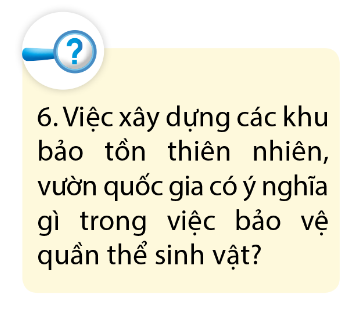 ?
6. Việc xây dựng các khu
bảo tồn thiên nhiên,
vườn quốc gia có ý nghĩa
gì trong việc bảo vệ
quần thể sinh vật?